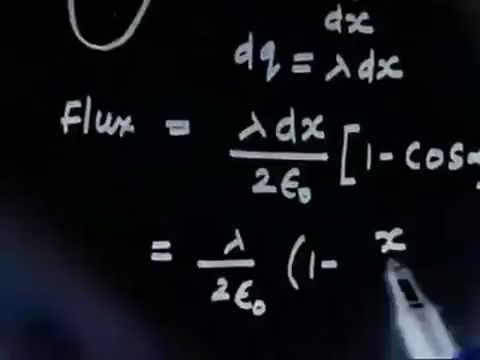 dx
dq = λdx
Flux = λdx/2ε₀ [1 - cos
= λ/2ε₀ (1 - x